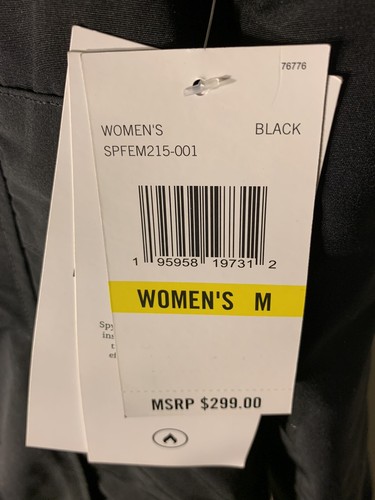 76776
WOMEN'S BLACK
SPFEM215-001
1 95958 19731 2
WOMEN'S M
MSRP $299.00